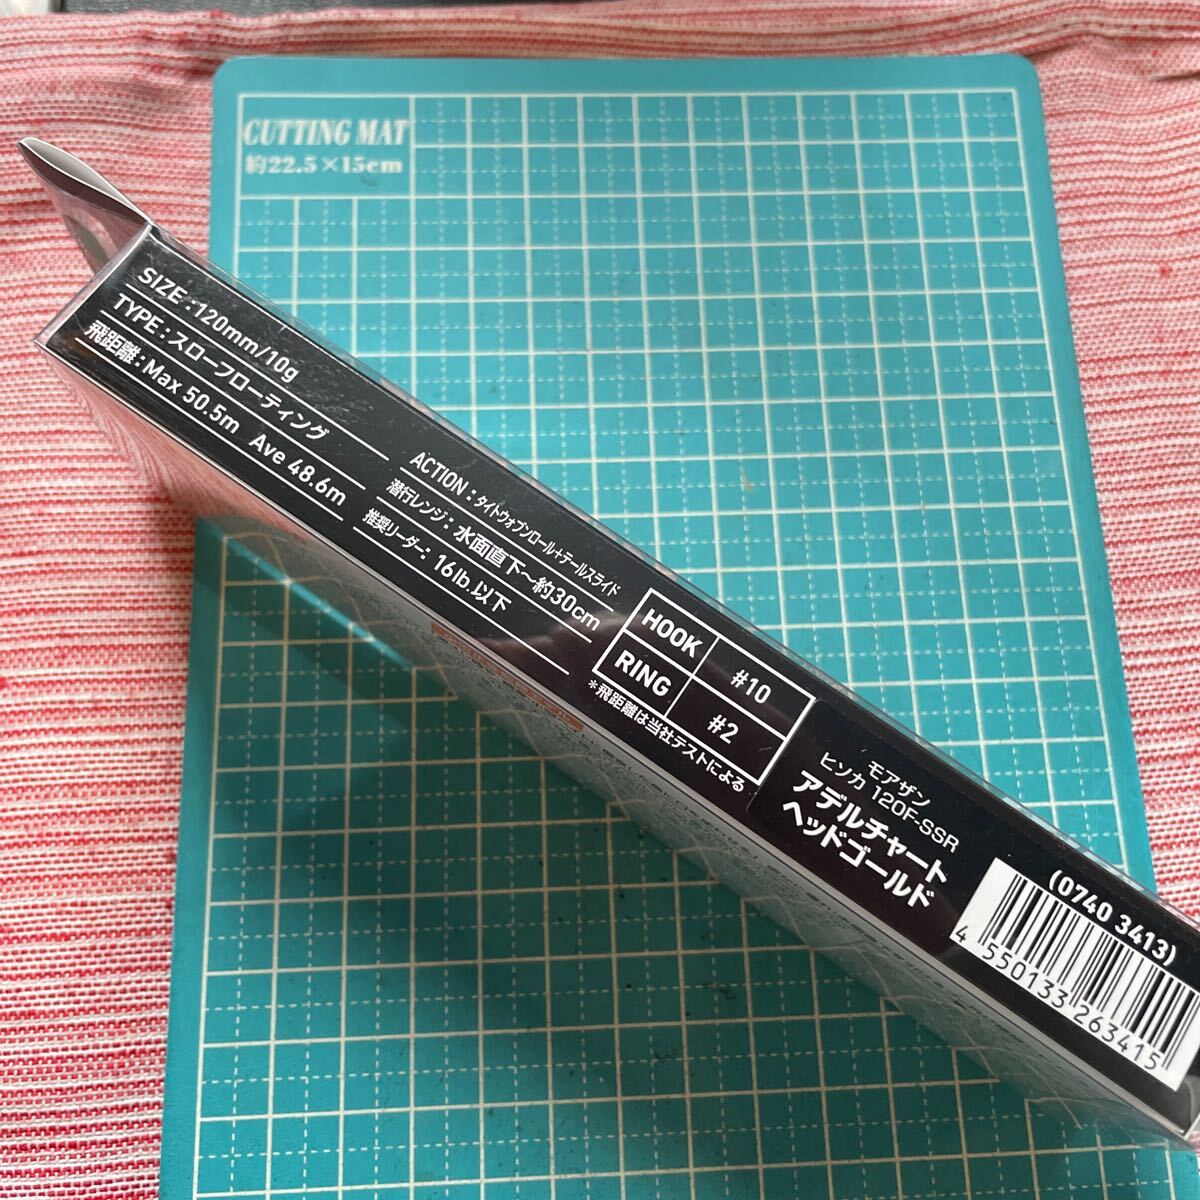 CUTTING MAT
約22.5×15cm
SIZE：120mm/10g
TYPE：スローフローティング
飛距離：Max 50.5m Ave 48.6m
ACTION：タイトウォブンロール+テールスライド
潜行レンジ：水面直下～約30cm
推奨リーダー：16lb.以下
HOOK #10
RING #2
*飛距離は当社テストによる
モアザン
ヒソカ 120F-SSR
アデルチャート
ヘッドゴールド
(0740 3413)
4 550133 263415